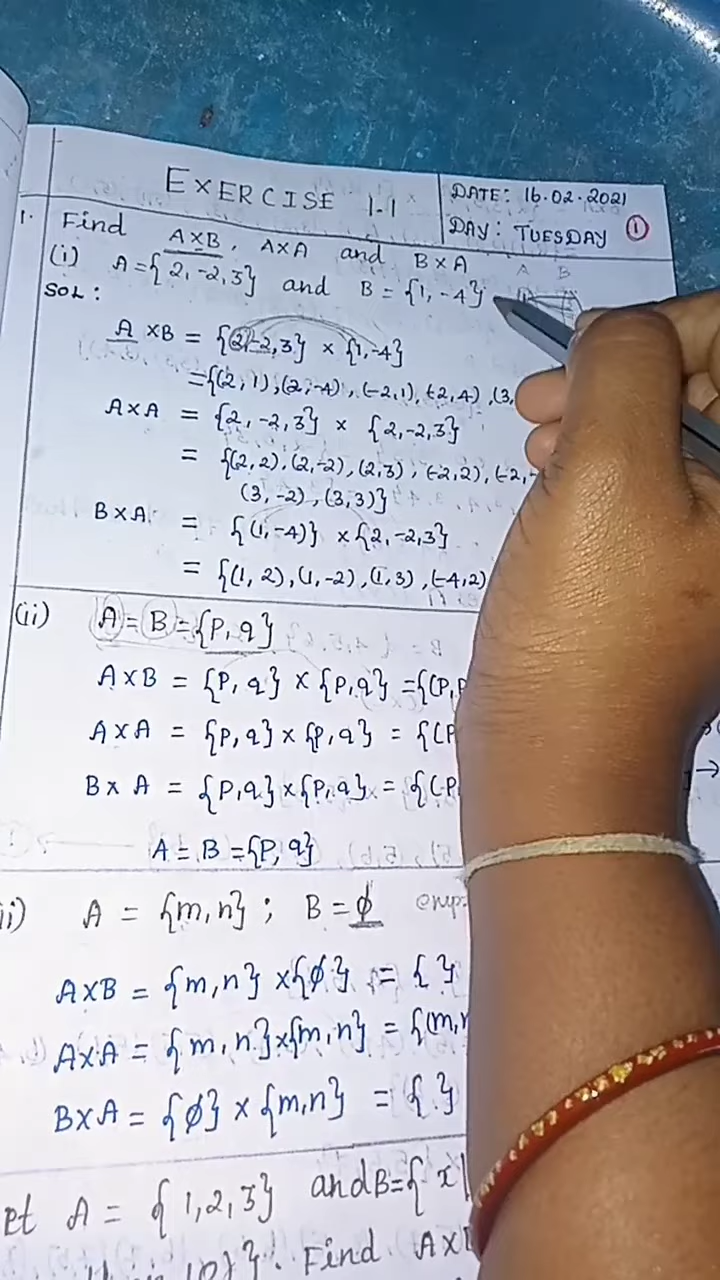 EXERCISE 1.1
DATE: 16.02.2021
DAY: TUESDAY ①
1. Find A×B, A×A and B×A
(i) A={2,-2,3} and B = {1,-4}
A B
SOL:
A×B = {2,-2,3} × {1,-4}
={(2,1),(2,-4),(-2,1),(-2,4),(3,
A×A = {2,-2,3} × {2,-2,3}
= {(2,2),(2,-2),(2,3),(-2,2),(-2,
(3,-2),(3,3)}
B×A = {(1,-4)} × {2,-2,3}
= {(1,2),(1,-2),(1,3),(-4,2)
(ii) A = B = {P,q}
A×B = {P,q} × {P,q} ={(P,P
A×A = {P,q} × {P,q} = {(P
B×A = {P,q}×{P,q} = {(P
A = B = {P,q}
ii) A = {m,n} ; B = ϕ emp
A×B = {m,n} ×{ϕ} = { }
A×A = {m,n}×{m,n} = {(m,n
B×A = {ϕ} × {m,n} = { }
et A = {1,2,3} and B={x|
}. Find A×